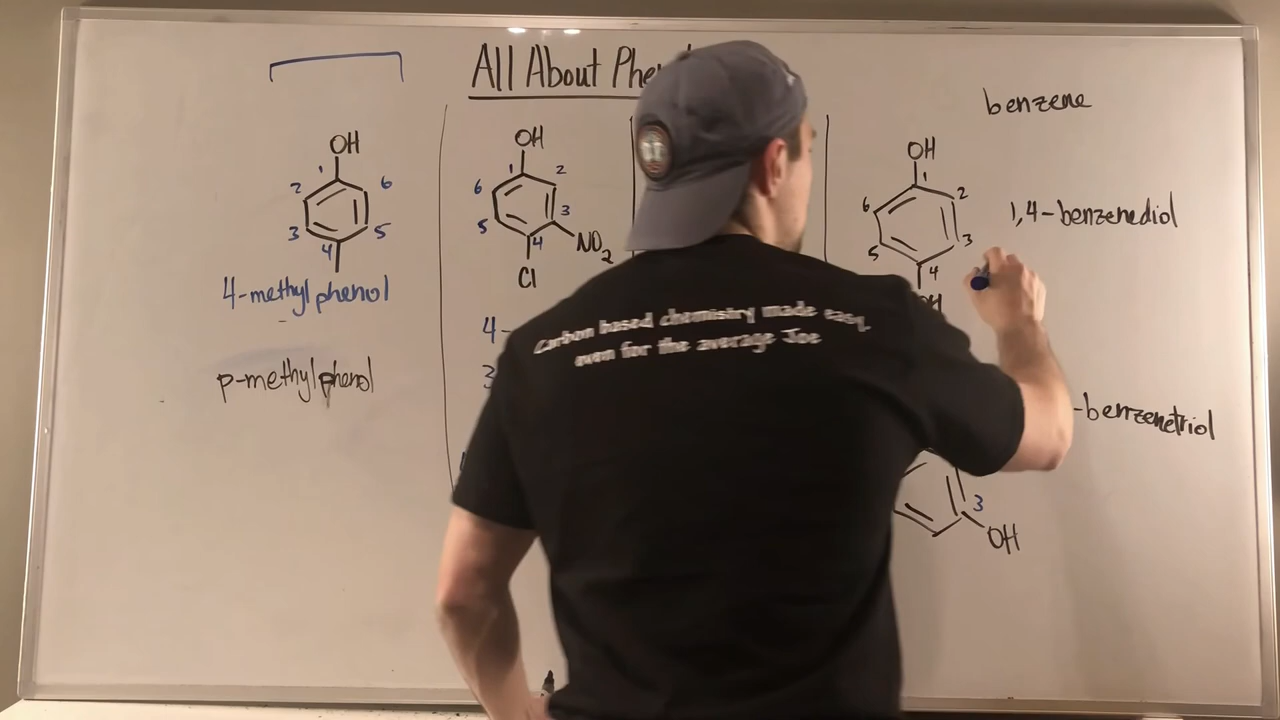 All About
benzene
OH
1
2
3
4
5
6
4-methylphenol
p-methylphenol
OH
1
2
3
4
5
6
NO2
Cl
4-
3
OH
1
2
3
4
5
6
1,4-benzenediol
-benzenetriol
3
OH
Carbon based chemistry made easy,
even for the average Joe